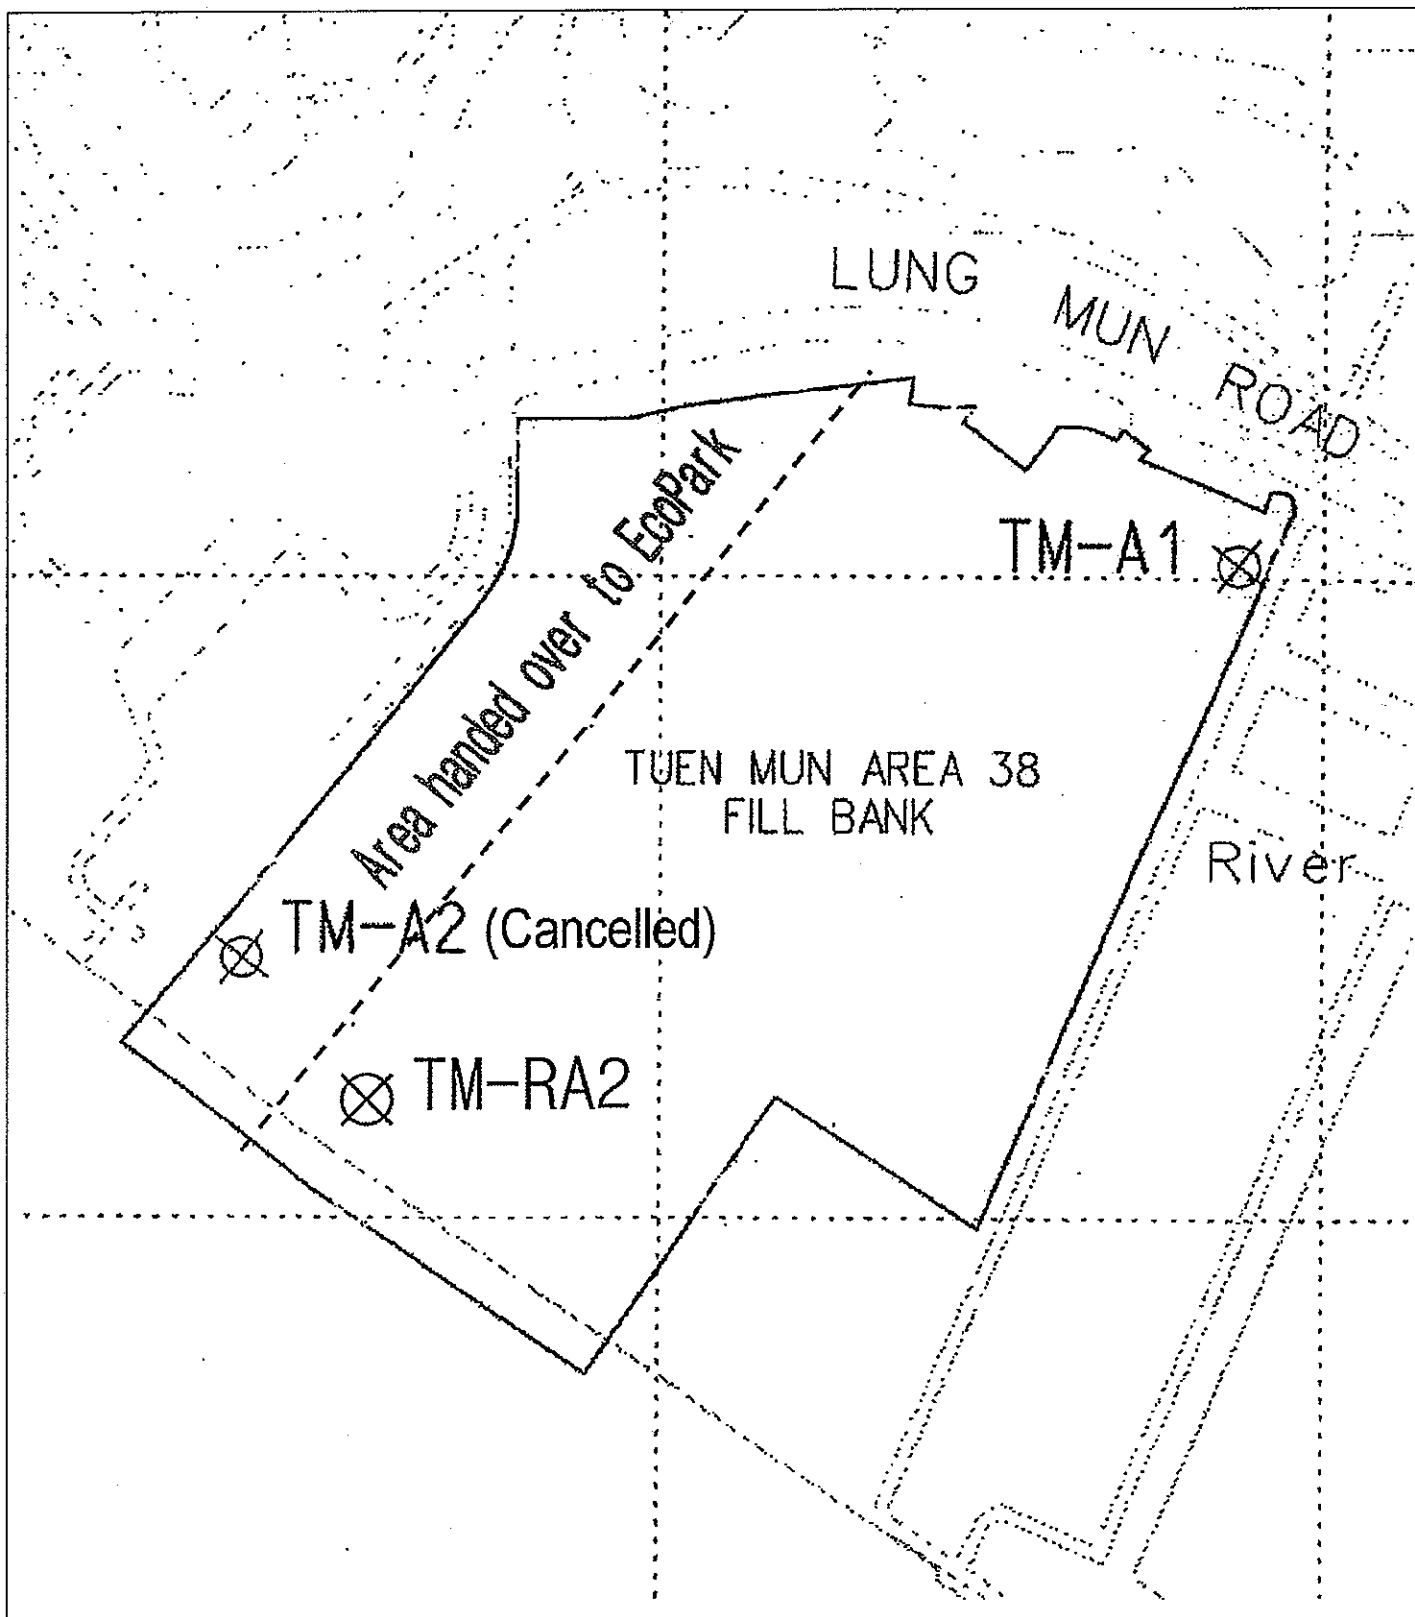 LUNG MUN ROAD
TM-A1
Area handed over to EcoPark
TUEN MUN AREA 38
FILL BANK
River
TM-A2 (Cancelled)
TM-RA2